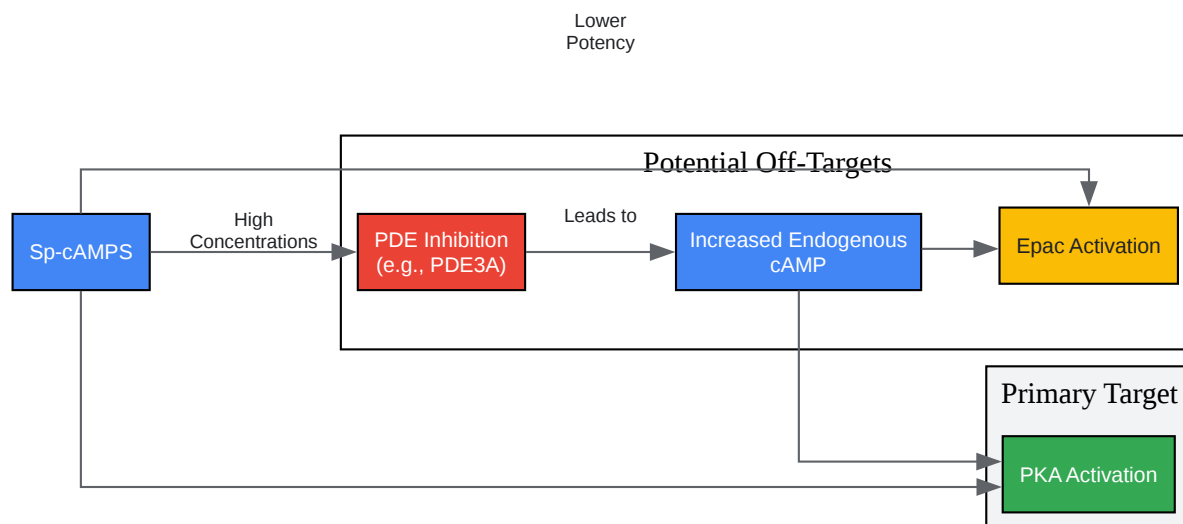 Lower
Potency
Potential Off-Targets
Sp-cAMPS
High
Concentrations
PDE Inhibition
(e.g., PDE3A)
Leads to
Increased Endogenous
cAMP
Epac Activation
Primary Target
PKA Activation